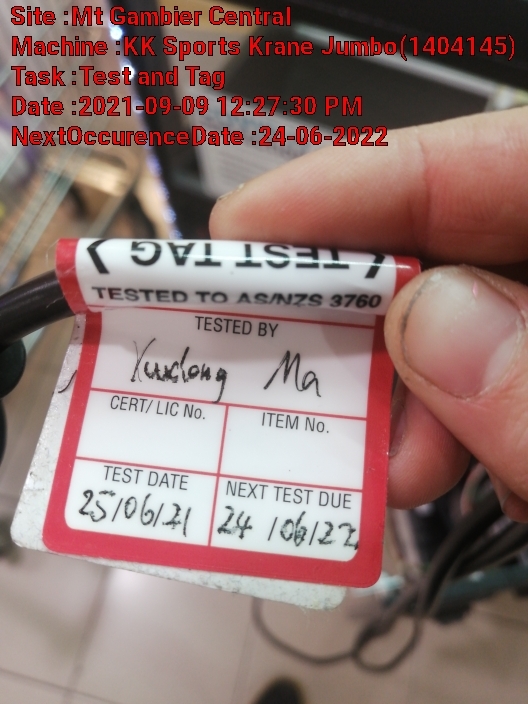 Site :Mt Gambier Central
Machine :KK Sports Krane Jumbo(1404145)
Task :Test and Tag
Date :2021-09-09 12:27:30 PM
NextOccurenceDate :24-06-2022
TEST TAG
TESTED TO AS/NZS 3760
TESTED BY
Xudong Ma
CERT/ LIC No.
ITEM No.
TEST DATE
NEXT TEST DUE
25/06/21
24/06/22